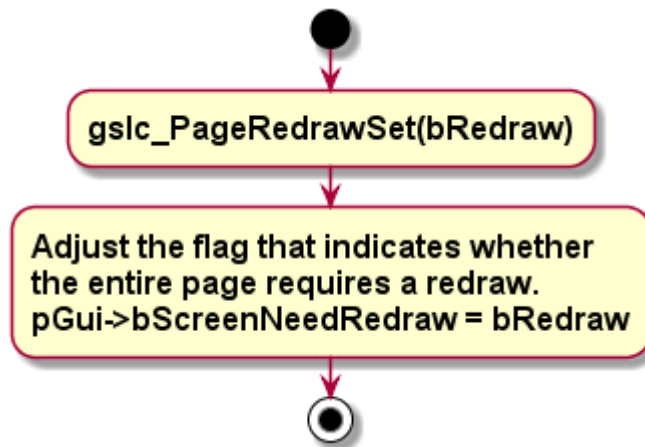 gslc_PageRedrawSet(bRedraw)
Adjust the flag that indicates whether
the entire page requires a redraw.
pGui->bScreenNeedRedraw = bRedraw